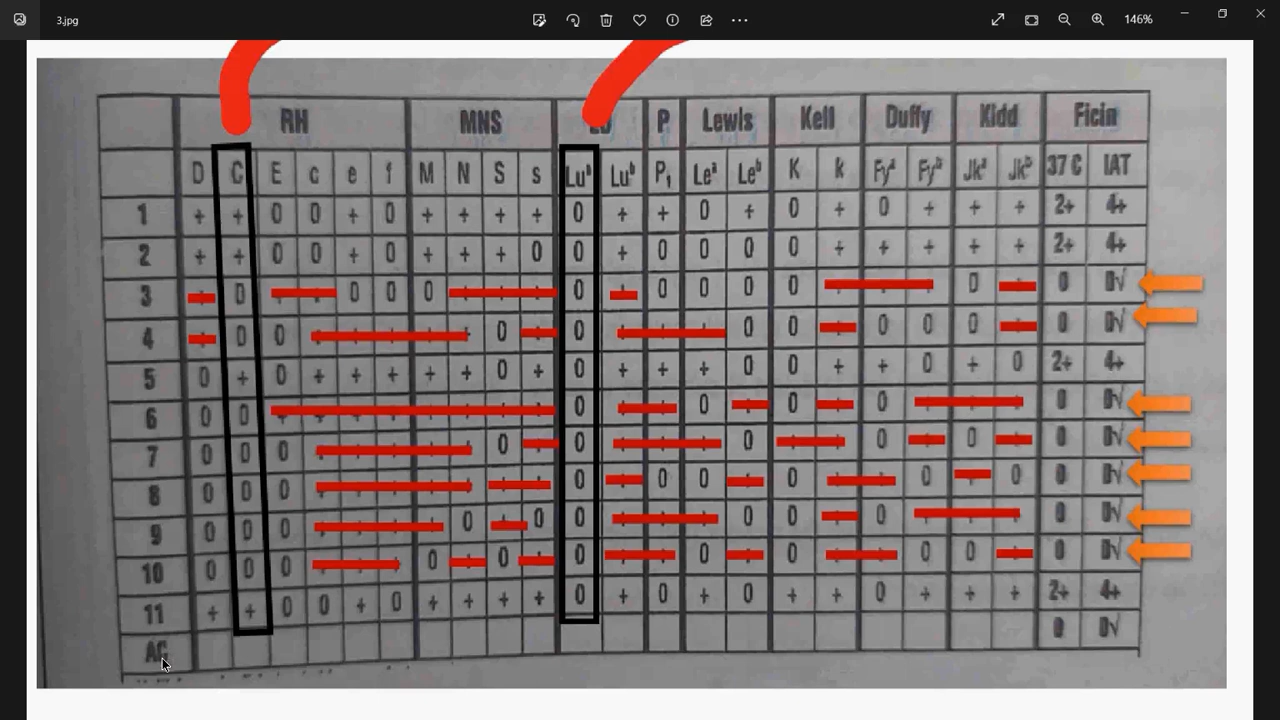 3.jpg
146%
RH MNS P Lewis Kell Duffy Kidd Ficin
D C E c e f M N S s Luᵃ Luᵇ P₁ Leᵃ Leᵇ K k Fyᵃ Fyᵇ Jkᵃ Jkᵇ 37 C IAT
1 + + 0 0 + 0 + + + + 0 + + 0 + 0 + 0 + + + 2+ 4+
2 + + 0 0 + 0 + + + 0 0 + 0 0 0 0 + + + + + 2+ 4+
3 0 0 0 0 0 0 0 0 0 0 0 0√
4 0 0 0 0 0 0 0 0 0 0 0√
5 0 + 0 + + + + + 0 + 0 + + + 0 0 + + 0 + 0 2+ 4+
6 0 0 0 0 0 0 0 0√
7 0 0 0 0 0 0 0 0 0 0√
8 0 0 0 0 0 0 0 0 0 0 0√
9 0 0 0 0 0 0 0 0 0 0 0√
10 0 0 0 0 0 0 0 0 0 0 0 0√
11 + + 0 0 + 0 + + + + 0 + 0 + 0 + + 0 + + + 2+ 4+
AC 0 0√